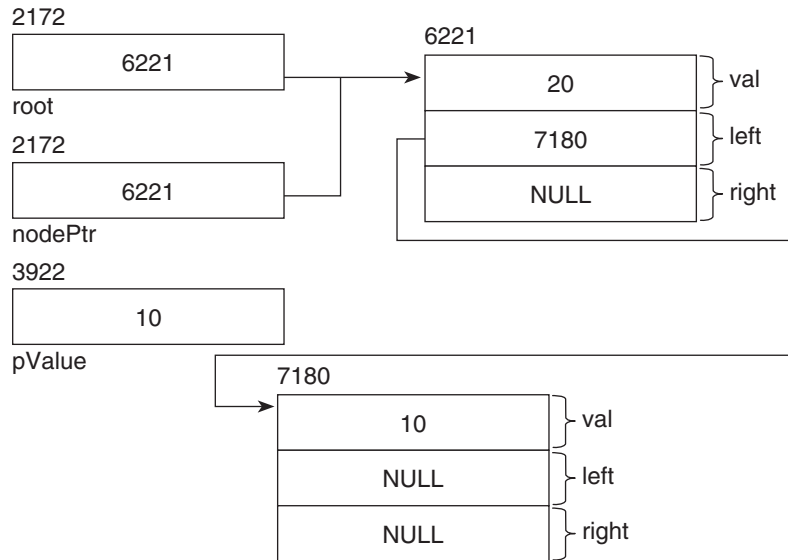 2172
6221
root
2172
6221
nodePtr
3922
10
pValue
6221
20
val
7180
left
NULL
right
7180
10
val
NULL
left
NULL
right